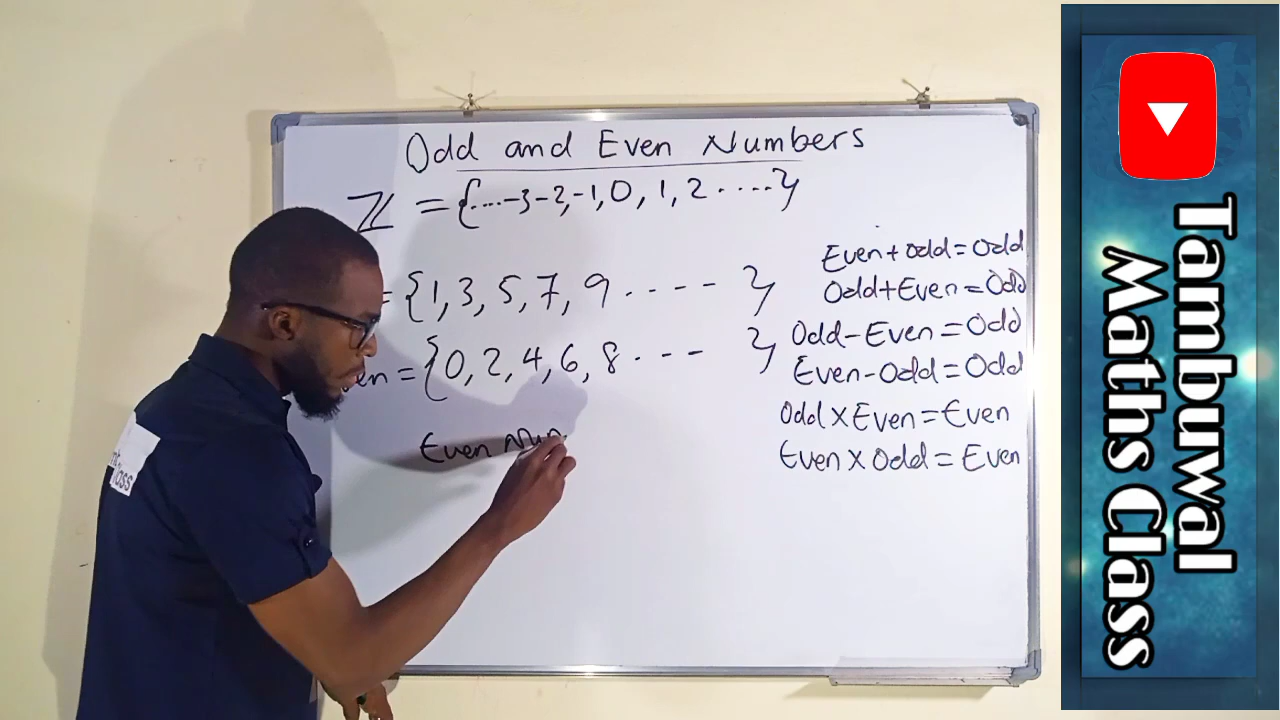 Odd and Even Numbers
ℤ = {....-3-2,-1,0,1,2.....}
= {1,3,5,7,9.---- }
en = {0,2,4,6,8.--- }
Even Num
Even+Odd=Odd
Odd+Even=Odd
Odd-Even=Odd
Even-Odd=Odd
Odd X Even=Even
Even X Odd=Even
ass
Tambuwal
Maths Class